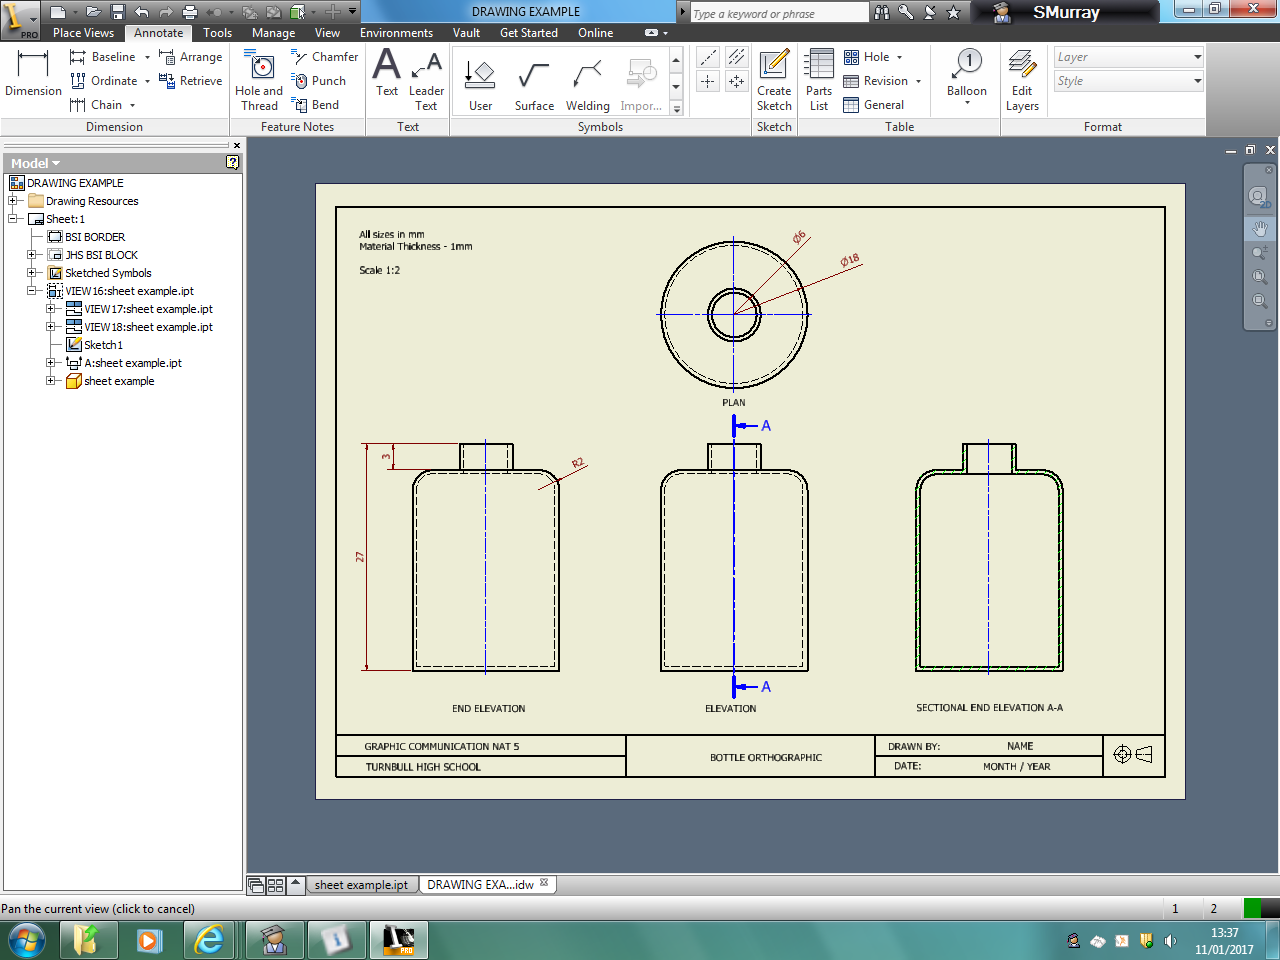 DRAWING EXAMPLE
Type a keyword or phrase
SMurray
PRO
Place Views Annotate Tools Manage View Environments Vault Get Started Online
Dimension
Baseline
Ordinate
Chain
Arrange
Retrieve
Dimension
Hole and Thread
Chamfer
Punch
Bend
Feature Notes
Text
Leader Text
Text
User
Surface
Welding
Impor...
Symbols
Create Sketch
Sketch
Parts List
Hole
Revision
General
Table
1
Balloon
Edit Layers
Layer
Style
Format
Model
DRAWING EXAMPLE
Drawing Resources
Sheet:1
BSI BORDER
JHS BSI BLOCK
Sketched Symbols
VIEW16:sheet example.ipt
VIEW17:sheet example.ipt
VIEW18:sheet example.ipt
Sketch1
A:sheet example.ipt
sheet example
2D
All sizes in mm
Material Thickness - 1mm
Scale 1:2
Ø6
Ø18
PLAN
A
3
R2
27
A
END ELEVATION
ELEVATION
SECTIONAL END ELEVATION A-A
GRAPHIC COMMUNICATION NAT 5
TURNBULL HIGH SCHOOL
BOTTLE ORTHOGRAPHIC
DRAWN BY: NAME
DATE: MONTH / YEAR
sheet example.ipt
DRAWING EXA...idw
Pan the current view (click to cancel)
1 2
PRO
13:37
11/01/2017